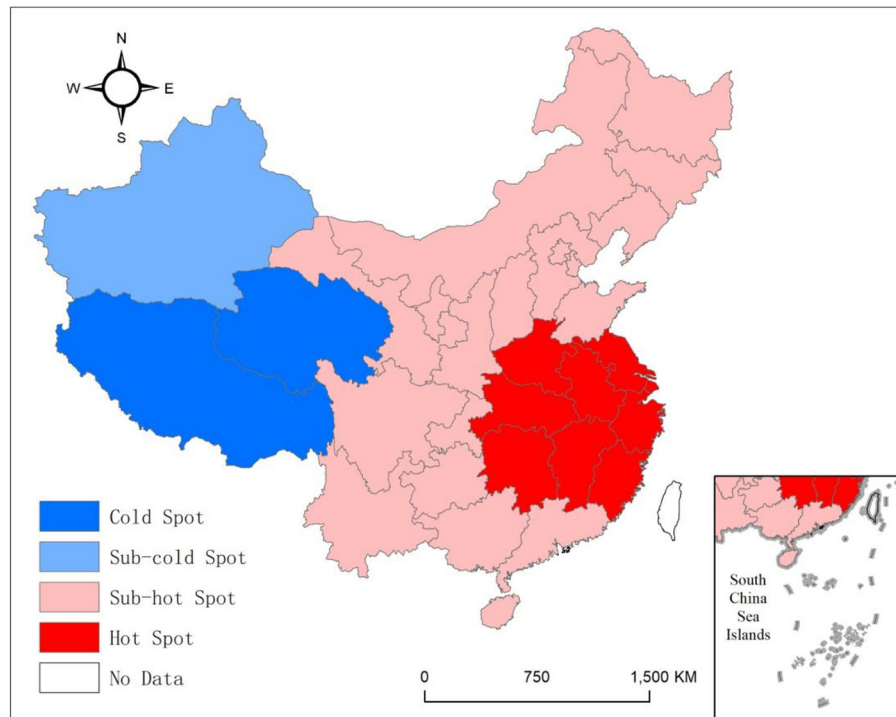 N
W E
S
Cold Spot
Sub-cold Spot
Sub-hot Spot
Hot Spot
No Data
0 750 1,500 KM
South
China
Sea
Islands